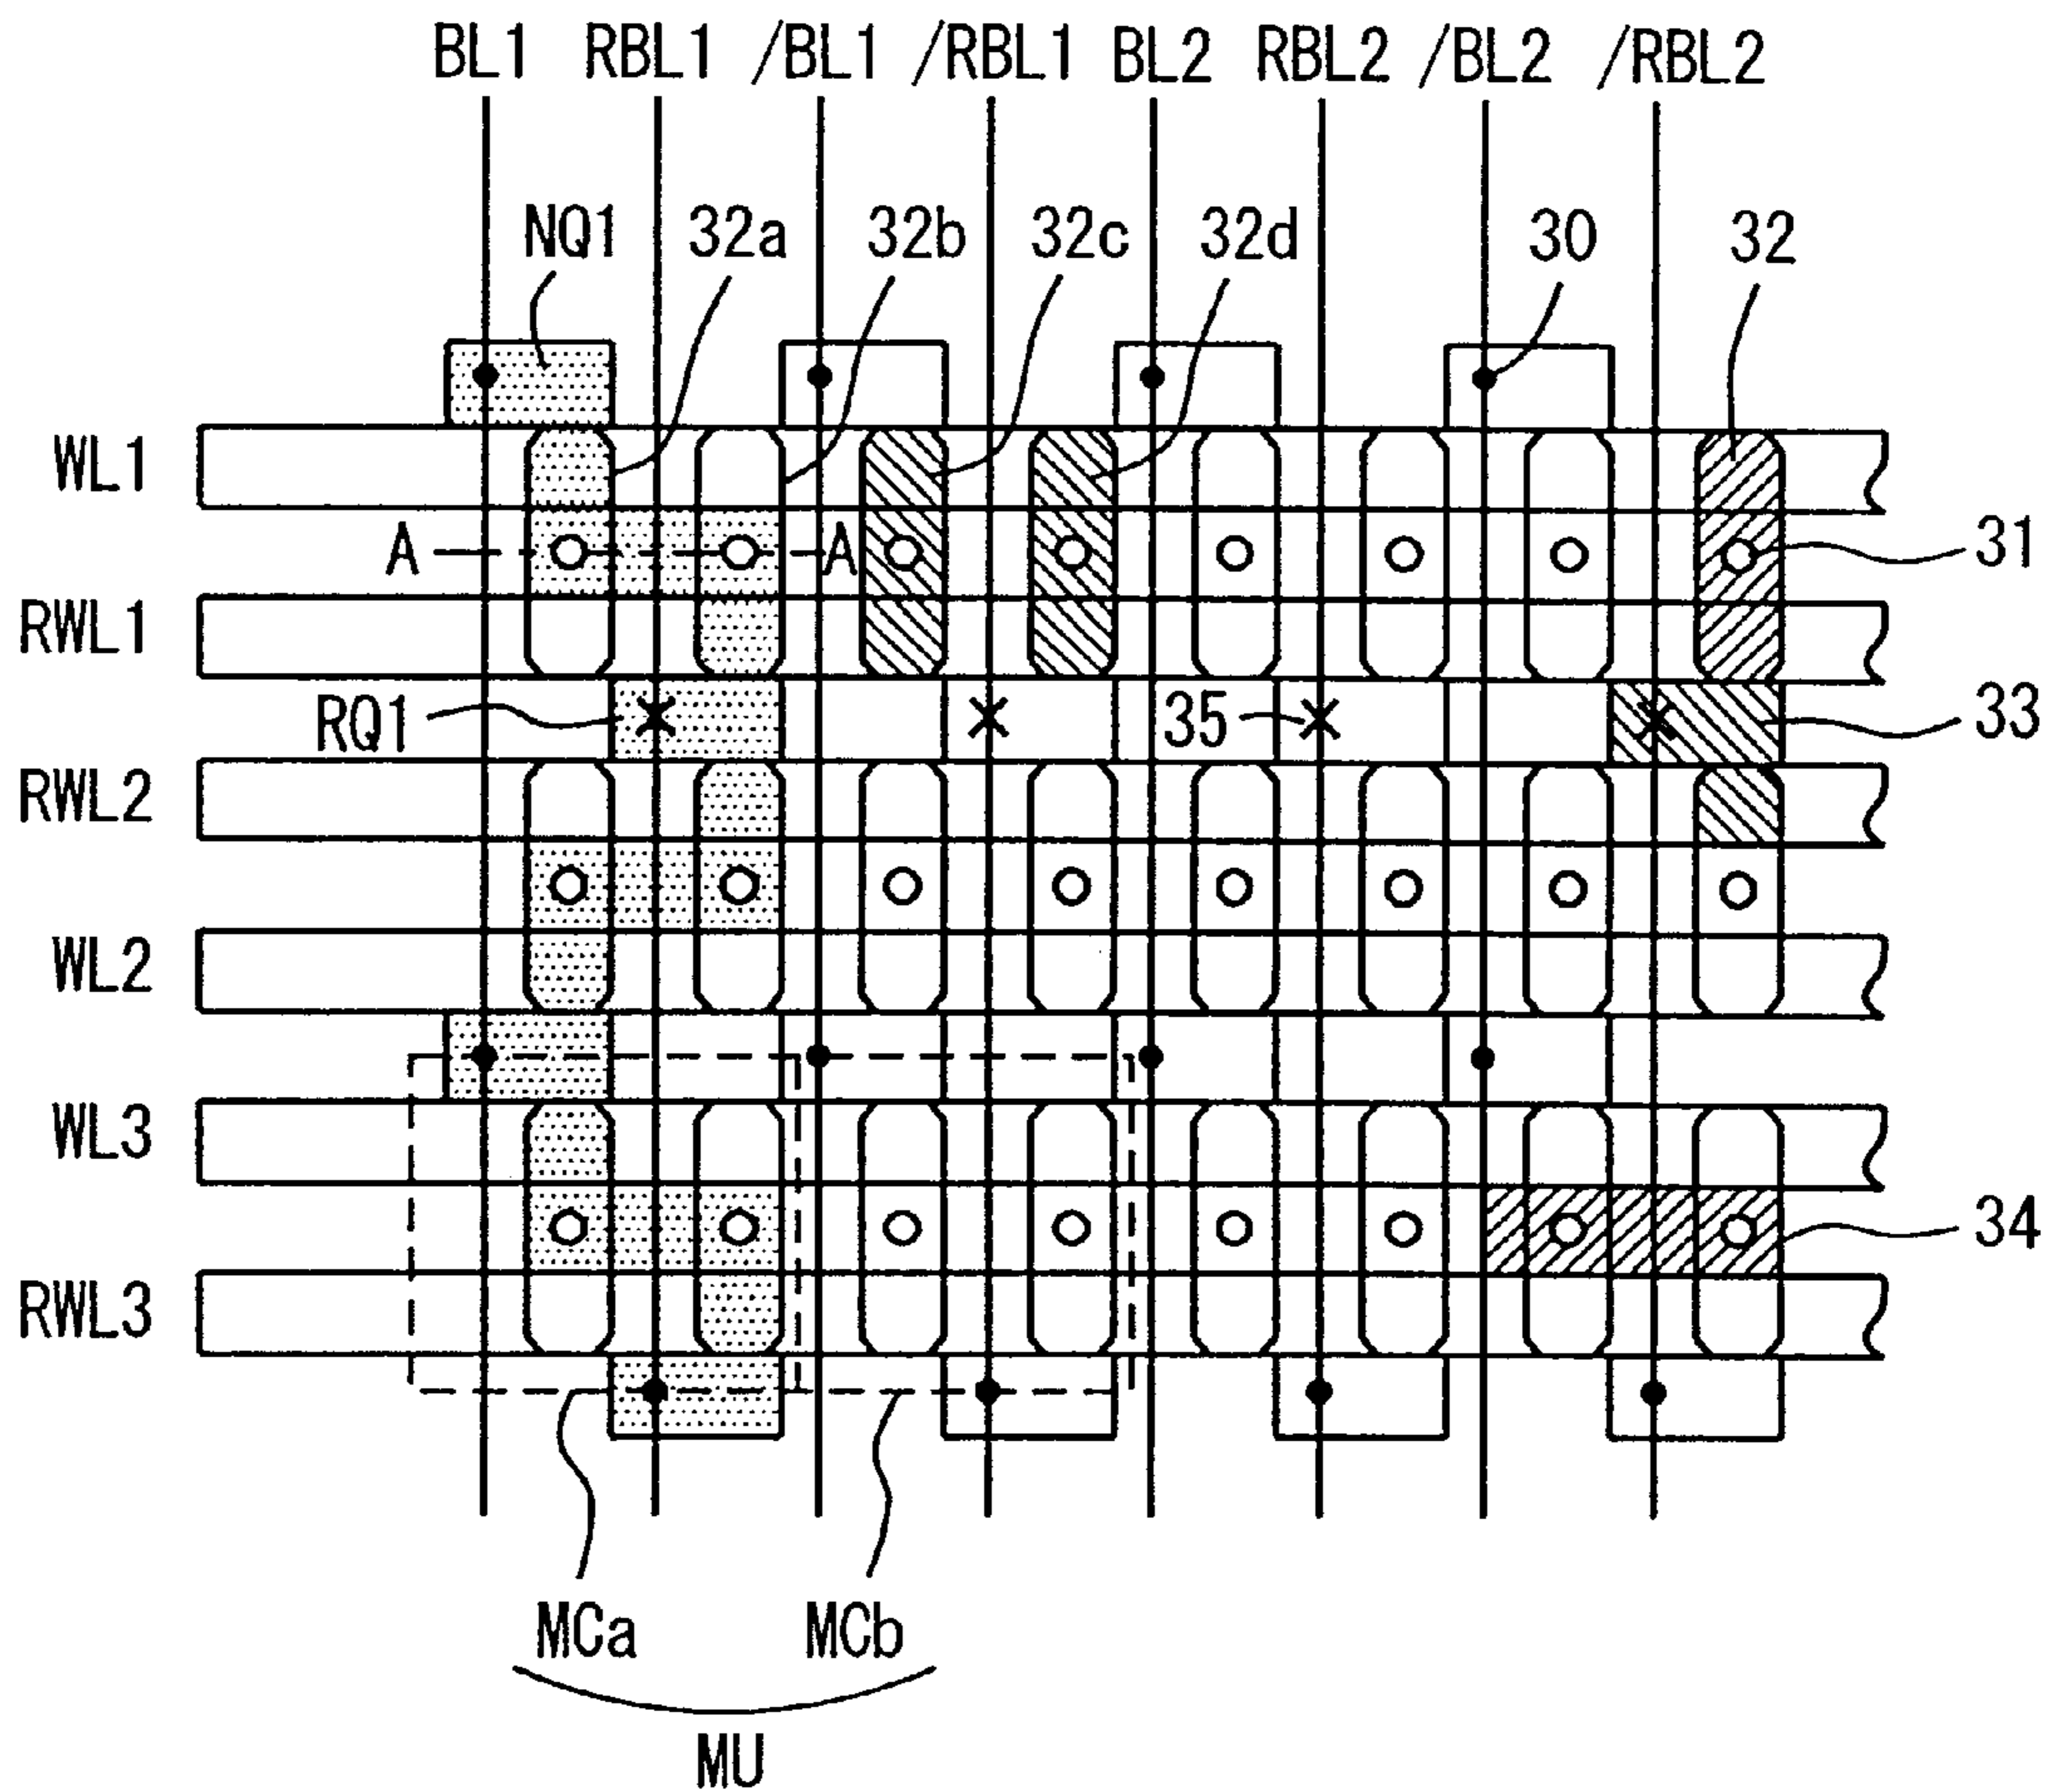 BL1 RBL1 /BL1 /RBL1 BL2 RBL2 /BL2 /RBL2
NQ1 32a 32b 32c 32d 30 32
WL1
A A 31
RWL1
RQ1 35 33
RWL2
WL2
WL3
34
RWL3
MCa MCb
MU